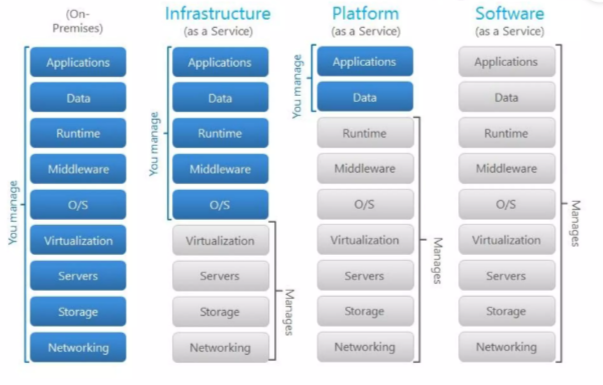 (On-
Premises)
Applications
Data
Runtime
Middleware
O/S
Virtualization
Servers
Storage
Networking
You manage
Infrastructure
(as a Service)
Applications
Data
Runtime
Middleware
O/S
Virtualization
Servers
Storage
Networking
You manage
Manages
Platform
(as a Service)
Applications
Data
Runtime
Middleware
O/S
Virtualization
Servers
Storage
Networking
You manage
Manages
Software
(as a Service)
Applications
Data
Runtime
Middleware
O/S
Virtualization
Servers
Storage
Networking
Manages